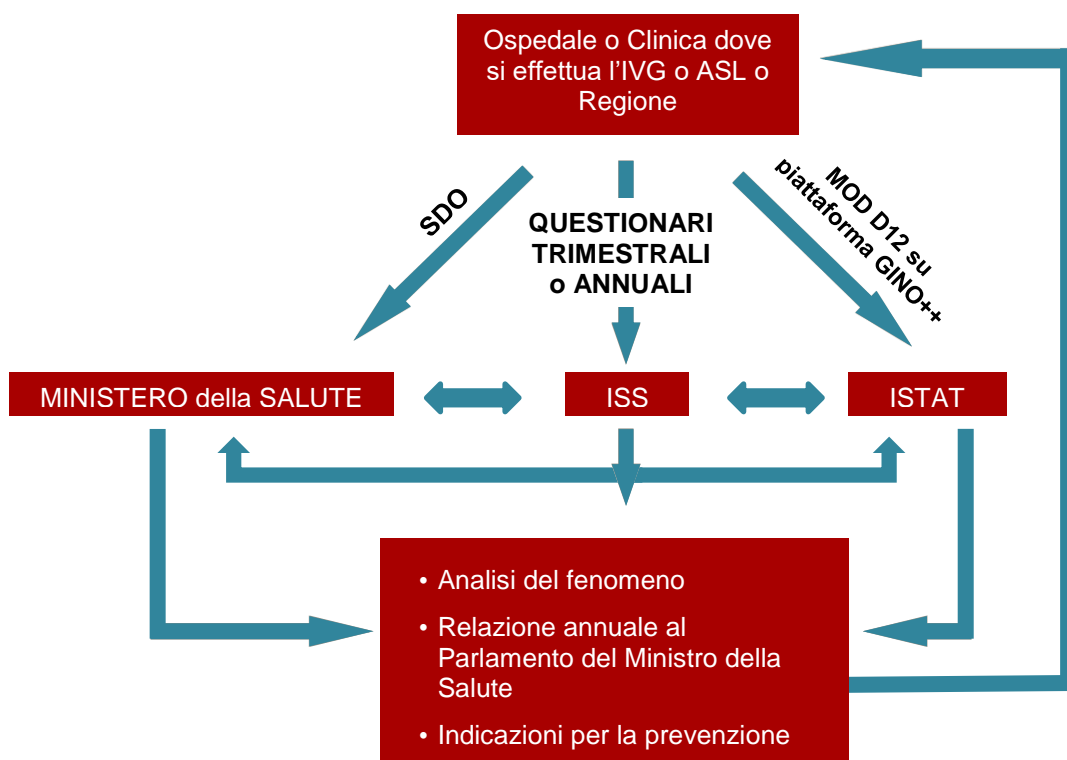 Ospedale o Clinica dove
si effettua l’IVG o ASL o
Regione
SDO
QUESTIONARI
TRIMESTRALI
o ANNUALI
MOD D12 su
piattaforma GINO++
MINISTERO della SALUTE
ISS
ISTAT
• Analisi del fenomeno
• Relazione annuale al
Parlamento del Ministro della
Salute
• Indicazioni per la prevenzione